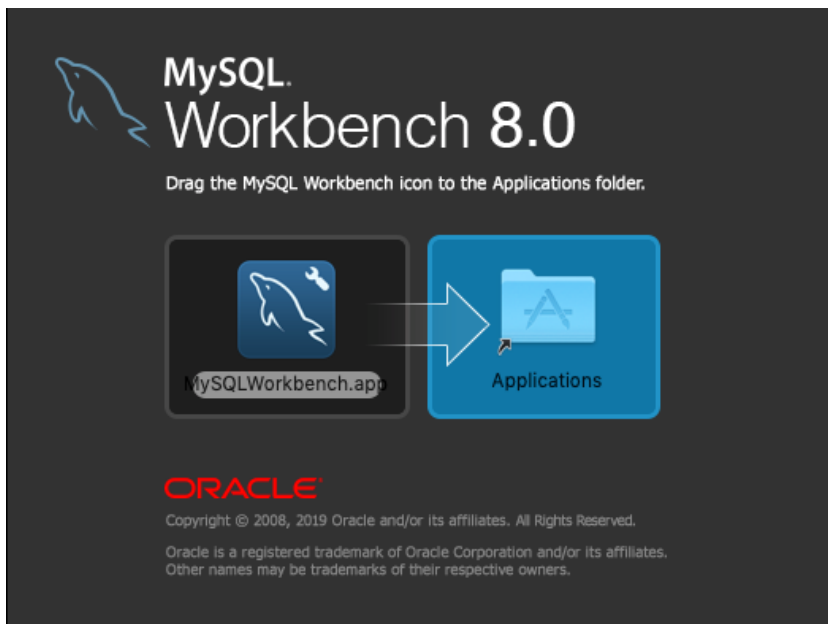 MySQL.
Workbench 8.0
Drag the MySQL Workbench icon to the Applications folder.
MySQLWorkbench.app
Applications
ORACLE
Copyright © 2008, 2019 Oracle and/or its affiliates. All Rights Reserved.
Oracle is a registered trademark of Oracle Corporation and/or its affiliates.
Other names may be trademarks of their respective owners.